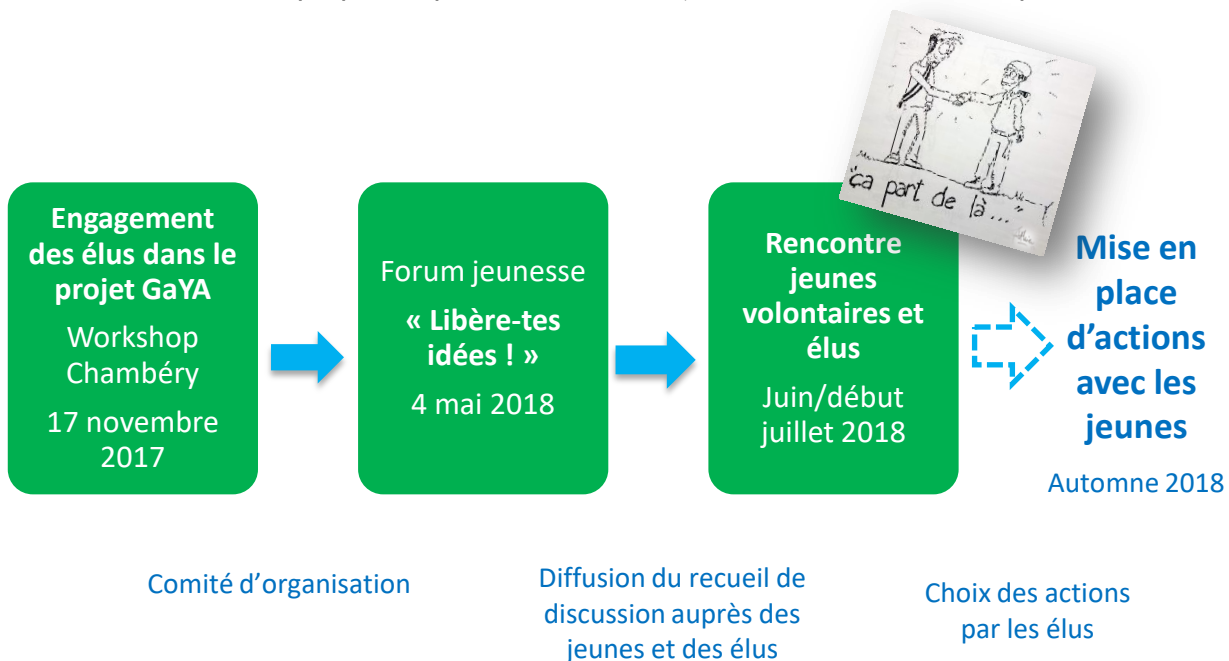 "ça part de là..."
Engagement
des élus dans le
projet GaYA
Workshop
Chambéry
17 novembre
2017
Forum jeunesse
« Libère-tes
idées ! »
4 mai 2018
Rencontre
jeunes
volontaires et
élus
Juin/début
juillet 2018
Mise en
place
d’actions
avec les
jeunes
Automne 2018
Comité d’organisation
Diffusion du recueil de
discussion auprès des
jeunes et des élus
Choix des actions
par les élus